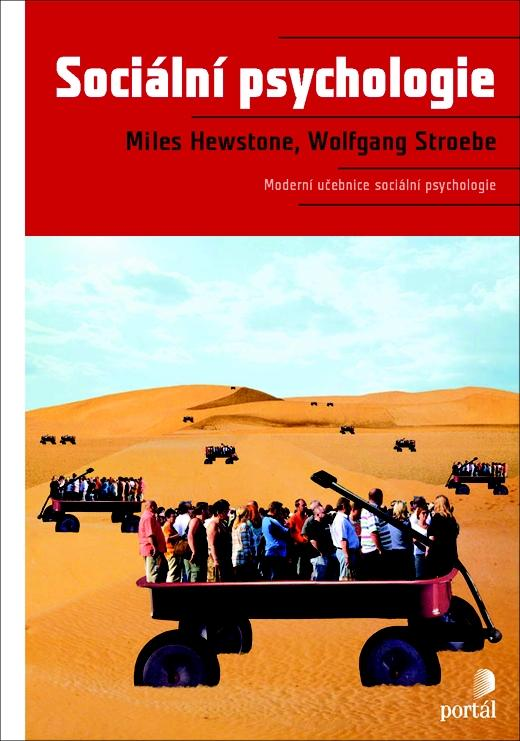 Sociální psychologie
Miles Hewstone, Wolfgang Stroebe
Moderní učebnice sociální psychologie
portál